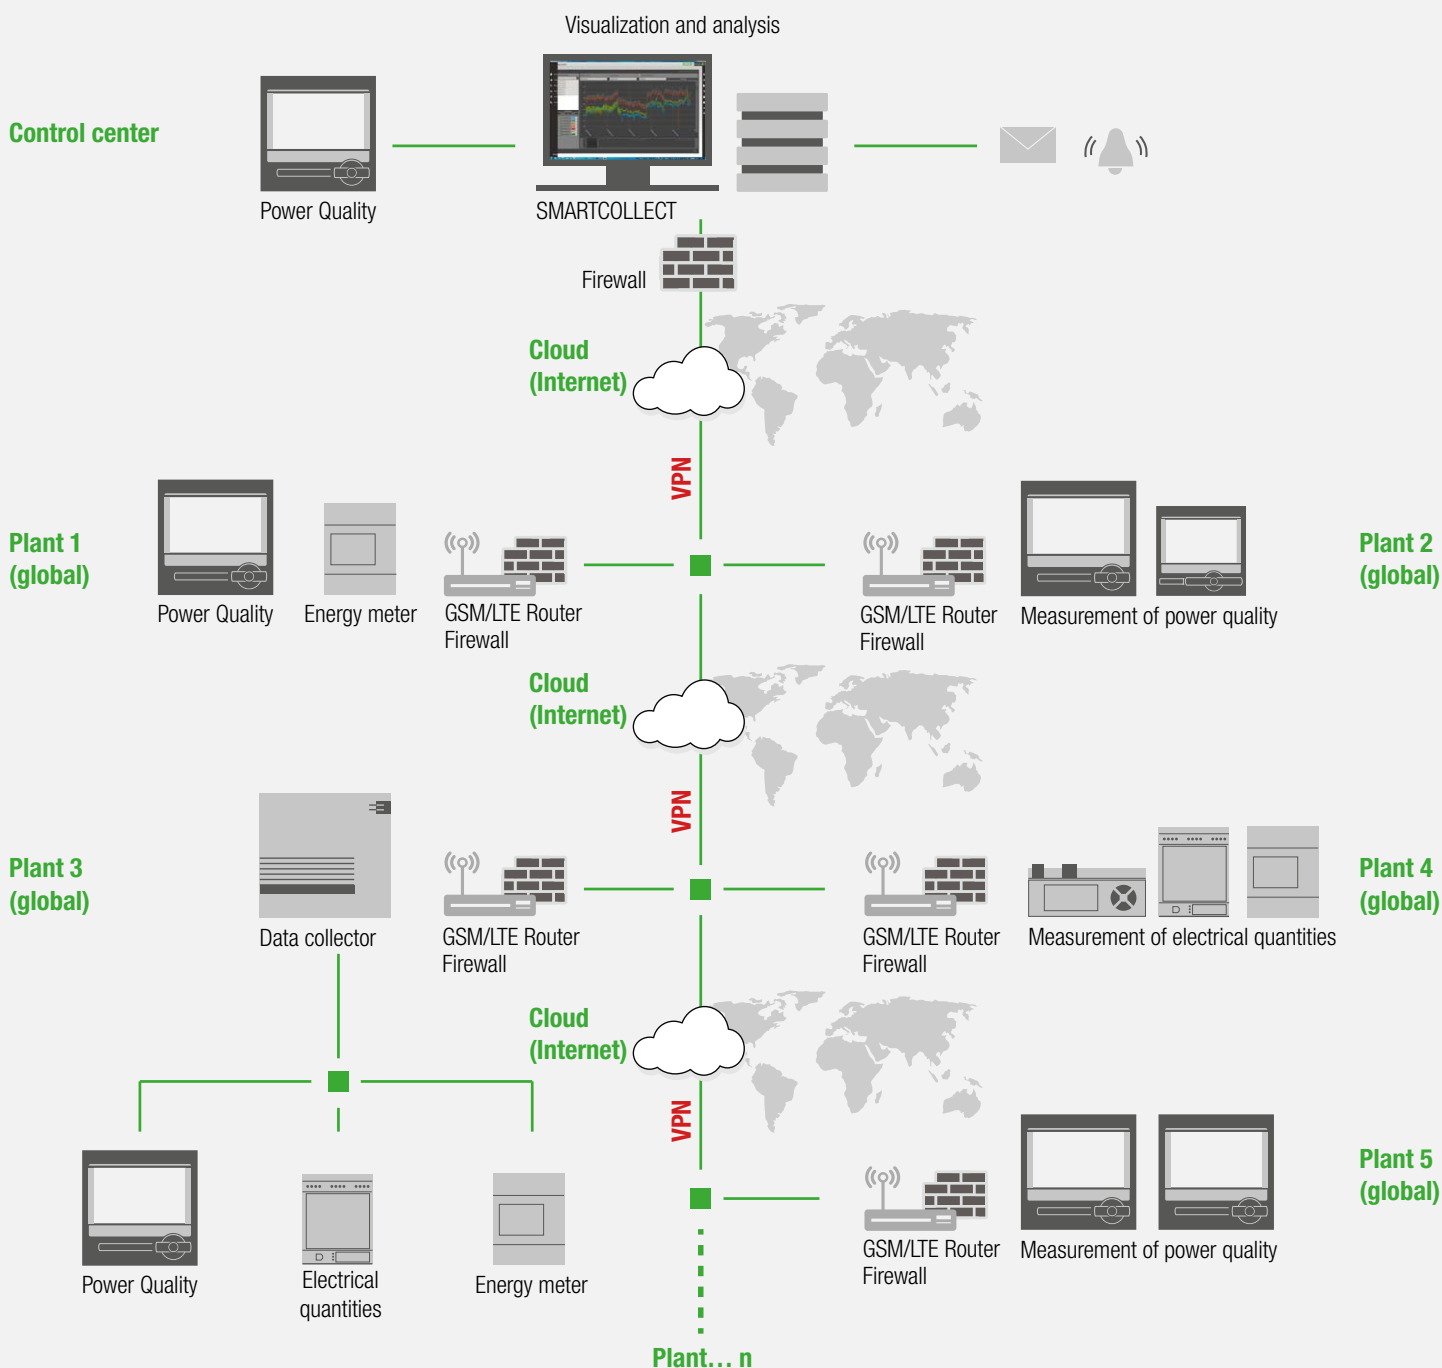 Visualization and analysis
Control center
Power Quality
SMARTCOLLECT
Firewall
Cloud
(Internet)
VPN
Plant 1
(global)
Power Quality
Energy meter
GSM/LTE Router
Firewall
GSM/LTE Router
Firewall
Measurement of power quality
Plant 2
(global)
Cloud
(Internet)
VPN
Plant 3
(global)
Data collector
GSM/LTE Router
Firewall
GSM/LTE Router
Firewall
Measurement of electrical quantities
Plant 4
(global)
Cloud
(Internet)
VPN
Power Quality
Electrical
quantities
Energy meter
GSM/LTE Router
Firewall
Measurement of power quality
Plant 5
(global)
Plant... n